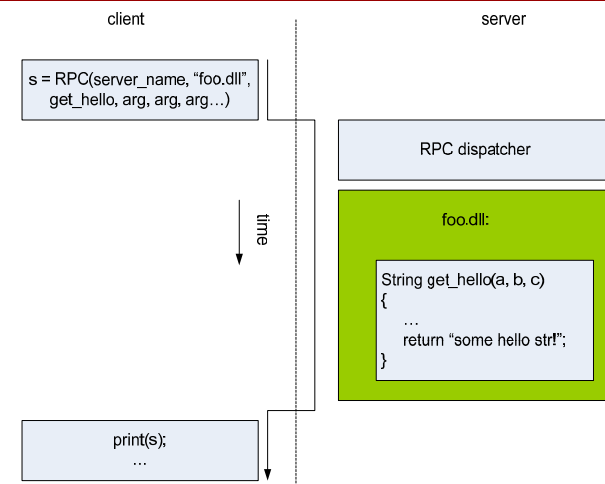 client
server
s = RPC(server_name, “foo.dll”,
get_hello, arg, arg, arg…)
RPC dispatcher
time
foo.dll:
String get_hello(a, b, c)
{
…
return “some hello str!”;
}
print(s);
…